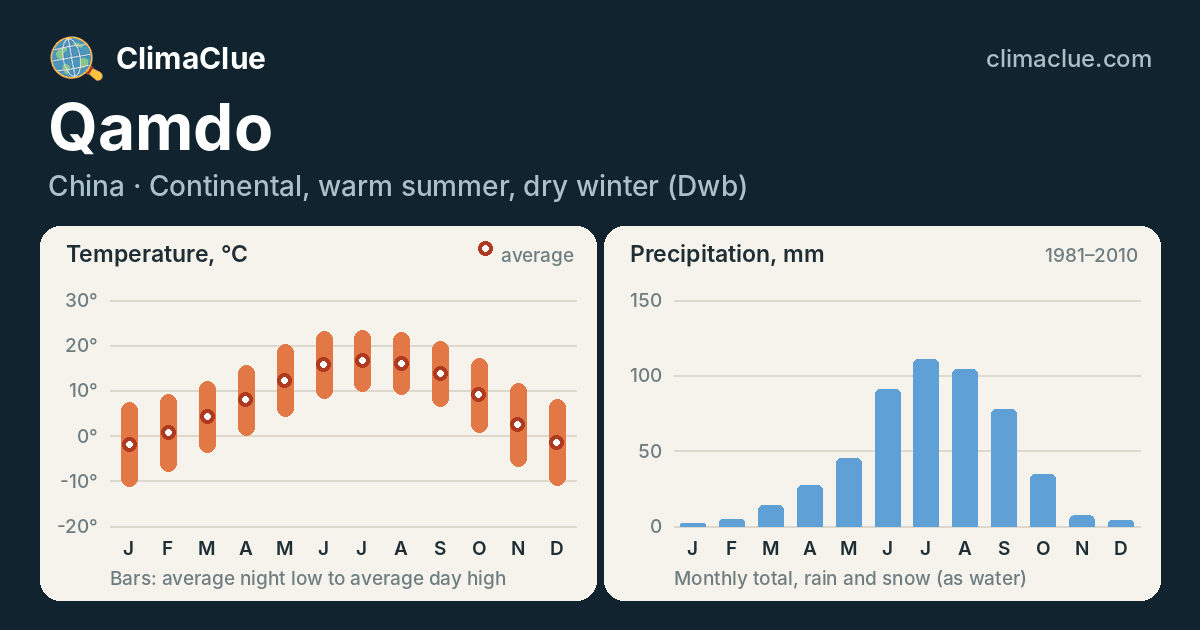 ClimaClue
climaclue.com
Qamdo
China · Continental, warm summer, dry winter (Dwb)
Temperature, °C
average
30°
20°
10°
0°
-10°
-20°
J F M A M J J A S O N D
Bars: average night low to average day high
Precipitation, mm
1981–2010
150
100
50
0
J F M A M J J A S O N D
Monthly total, rain and snow (as water)